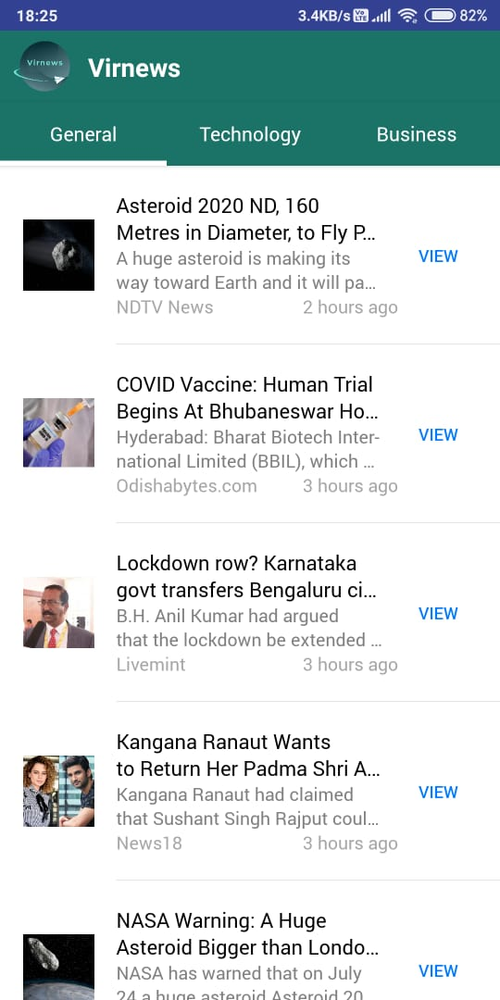 18:25
3.4KB/s Vo LTE 82%
Virnews
Virnews
General
Technology
Business
Asteroid 2020 ND, 160
Metres in Diameter, to Fly P...
A huge asteroid is making its
way toward Earth and it will pa...
NDTV News
2 hours ago
VIEW
COVID Vaccine: Human Trial
Begins At Bhubaneswar Ho...
Hyderabad: Bharat Biotech Inter-
national Limited (BBIL), which ...
Odishabytes.com
3 hours ago
VIEW
Lockdown row? Karnataka
govt transfers Bengaluru ci...
B.H. Anil Kumar had argued
that the lockdown be extended ...
Livemint
3 hours ago
VIEW
Kangana Ranaut Wants
to Return Her Padma Shri A...
Kangana Ranaut had claimed
that Sushant Singh Rajput coul...
News18
3 hours ago
VIEW
NASA Warning: A Huge
Asteroid Bigger than Londo...
NASA has warned that on July
24 a huge asteroid Asteroid 20
VIEW